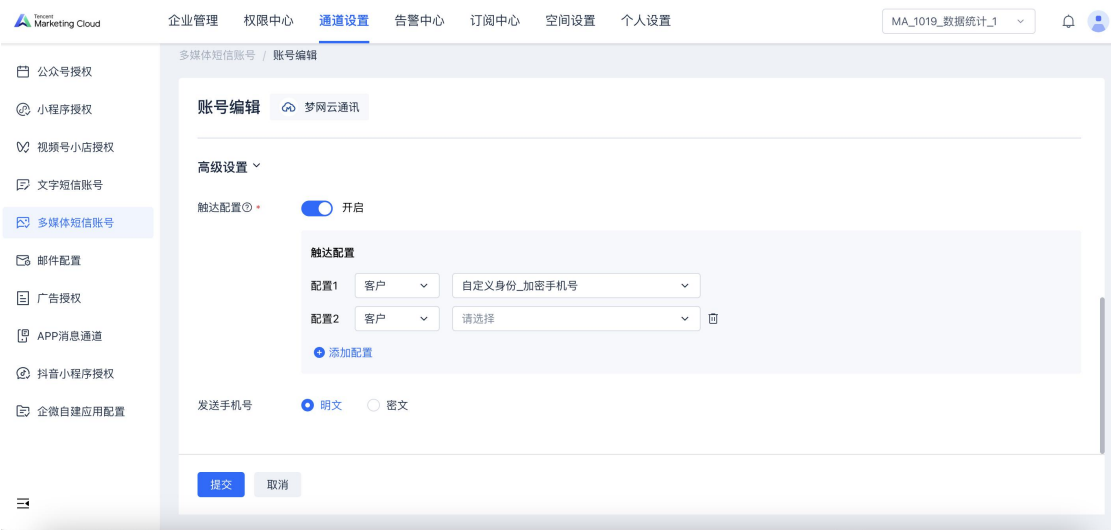 Tencent
Marketing Cloud
企业管理 权限中心 通道设置 告警中心 订阅中心 空间设置 个人设置 MA_1019_数据统计_1
多媒体短信账号 / 账号编辑
公众号授权
小程序授权
视频号小店授权
文字短信账号
多媒体短信账号
邮件配置
广告授权
APP消息通道
抖音小程序授权
企微自建应用配置
账号编辑 梦网云通讯
高级设置
触达配置 * 开启
触达配置
配置1 客户 自定义身份_加密手机号
配置2 客户 请选择
添加配置
发送手机号 明文 密文
提交 取消